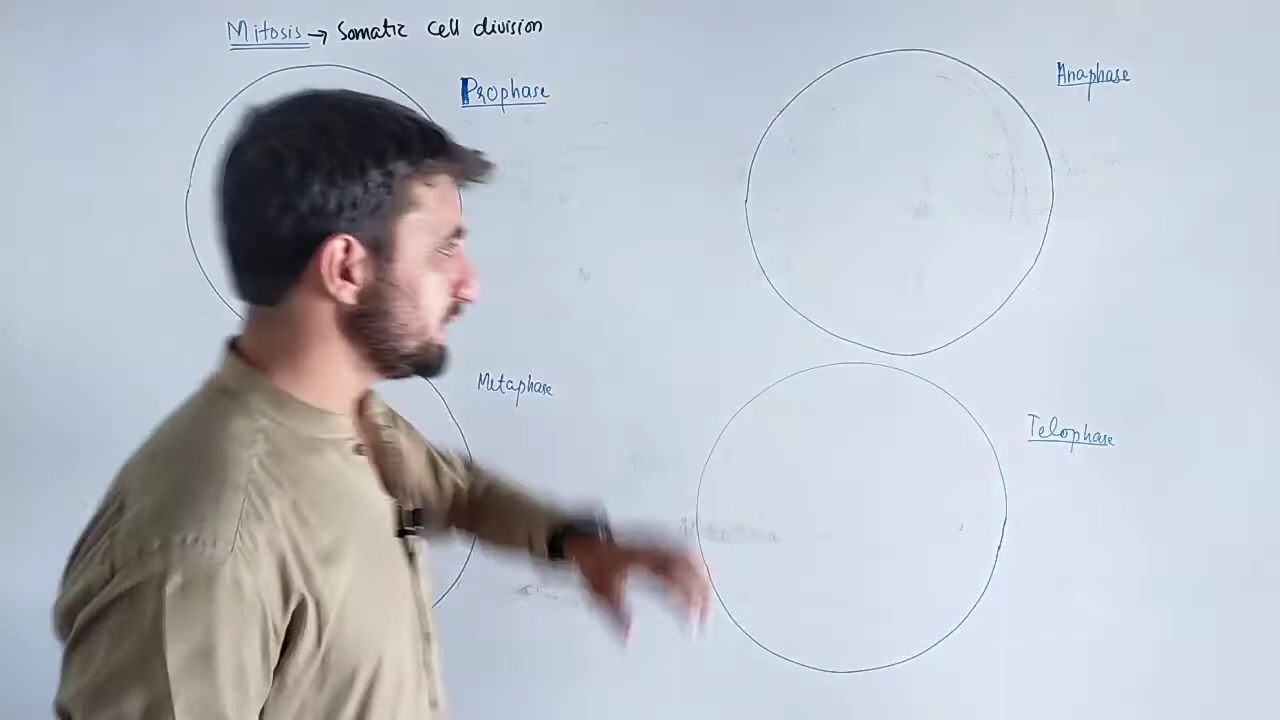 Mitosis → Somatic cell division
Prophase
Metaphase
Anaphase
Telophase